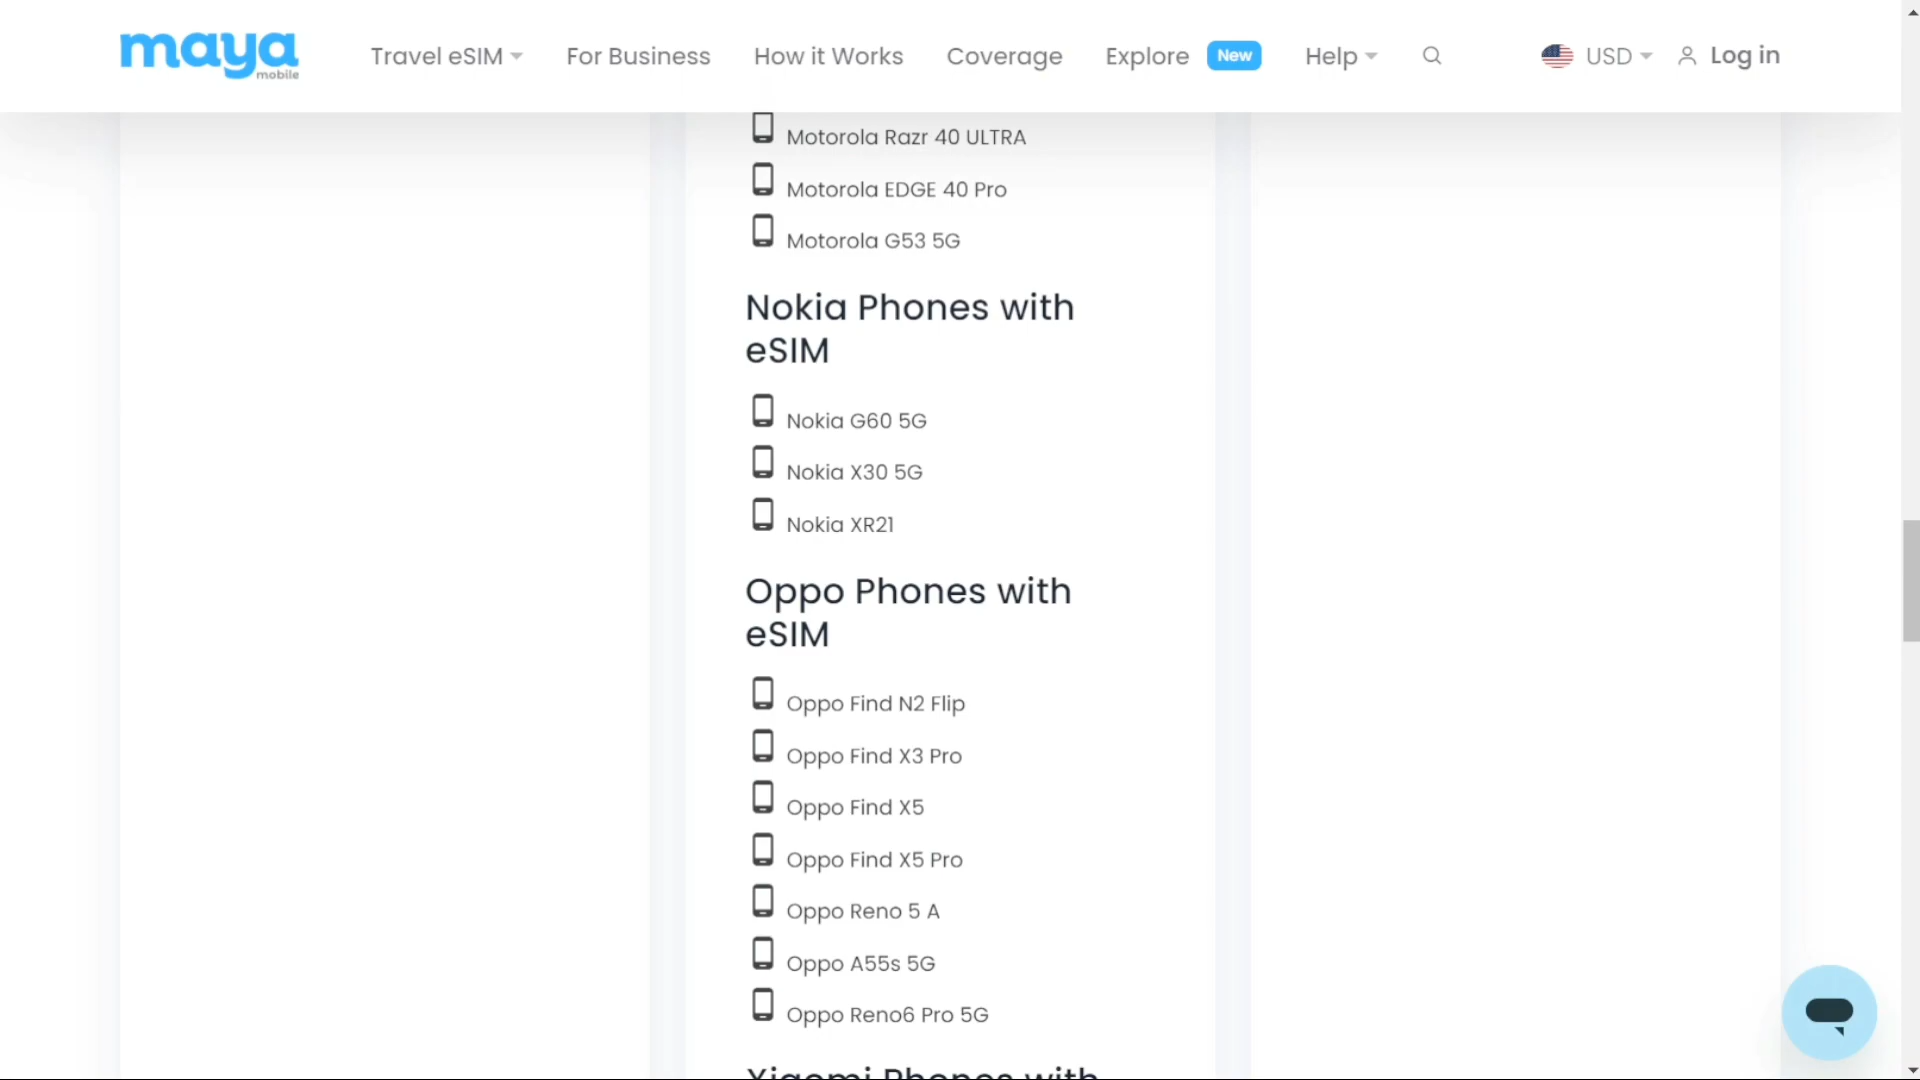 maya
mobile
Travel eSIM
For Business
How it Works
Coverage
Explore
New
Help
USD
Log in
Motorola Razr 40 ULTRA
Motorola EDGE 40 Pro
Motorola G53 5G
Nokia Phones with
eSIM
Nokia G60 5G
Nokia X30 5G
Nokia XR21
Oppo Phones with
eSIM
Oppo Find N2 Flip
Oppo Find X3 Pro
Oppo Find X5
Oppo Find X5 Pro
Oppo Reno 5 A
Oppo A55s 5G
Oppo Reno6 Pro 5G
Xiaomi Phones with